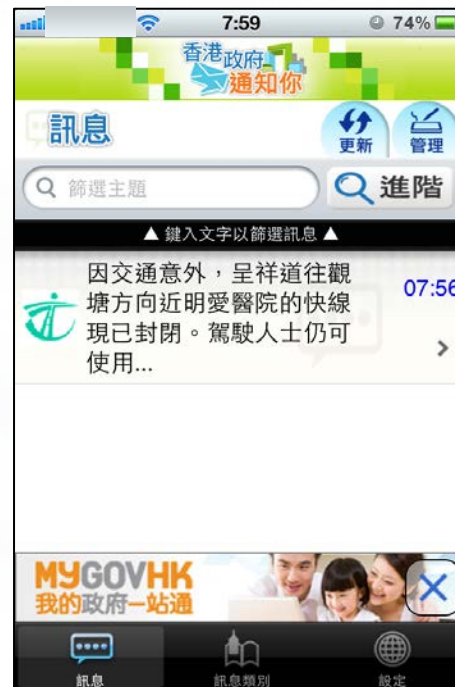 7:59 74%
香港政府
通知你
訊息
更新 管理
篩選主題 進階
▲ 鍵入文字以篩選訊息 ▲
因交通意外，呈祥道往觀
塘方向近明愛醫院的快線
現已封閉。駕駛人士仍可
使用...
07:56
MYGOVHK
我的政府一站通
訊息 訊息類別 設定